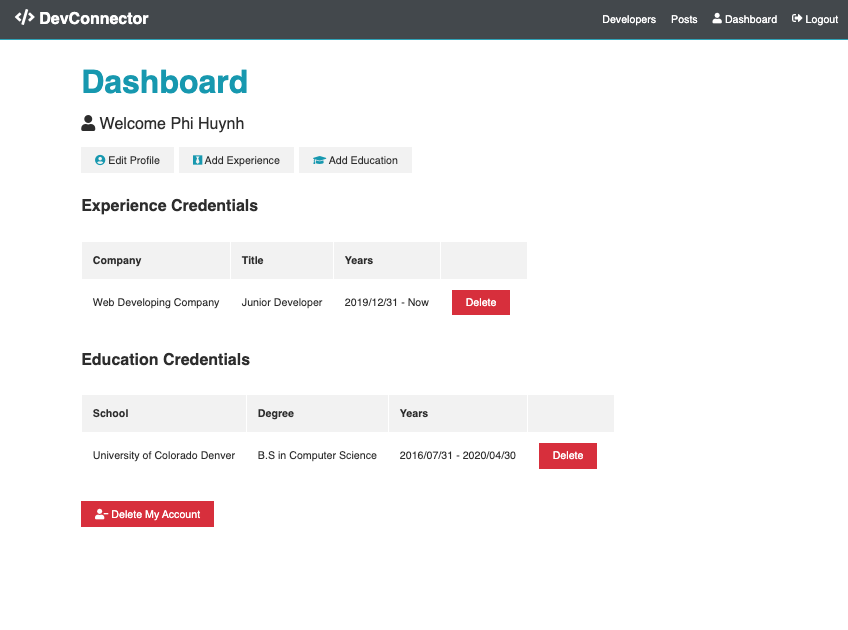 DevConnector Developers Posts Dashboard Logout
Dashboard
Welcome Phi Huynh
Edit Profile Add Experience Add Education
Experience Credentials
Company Title Years
Web Developing Company Junior Developer 2019/12/31 - Now Delete
Education Credentials
School Degree Years
University of Colorado Denver B.S in Computer Science 2016/07/31 - 2020/04/30 Delete
Delete My Account